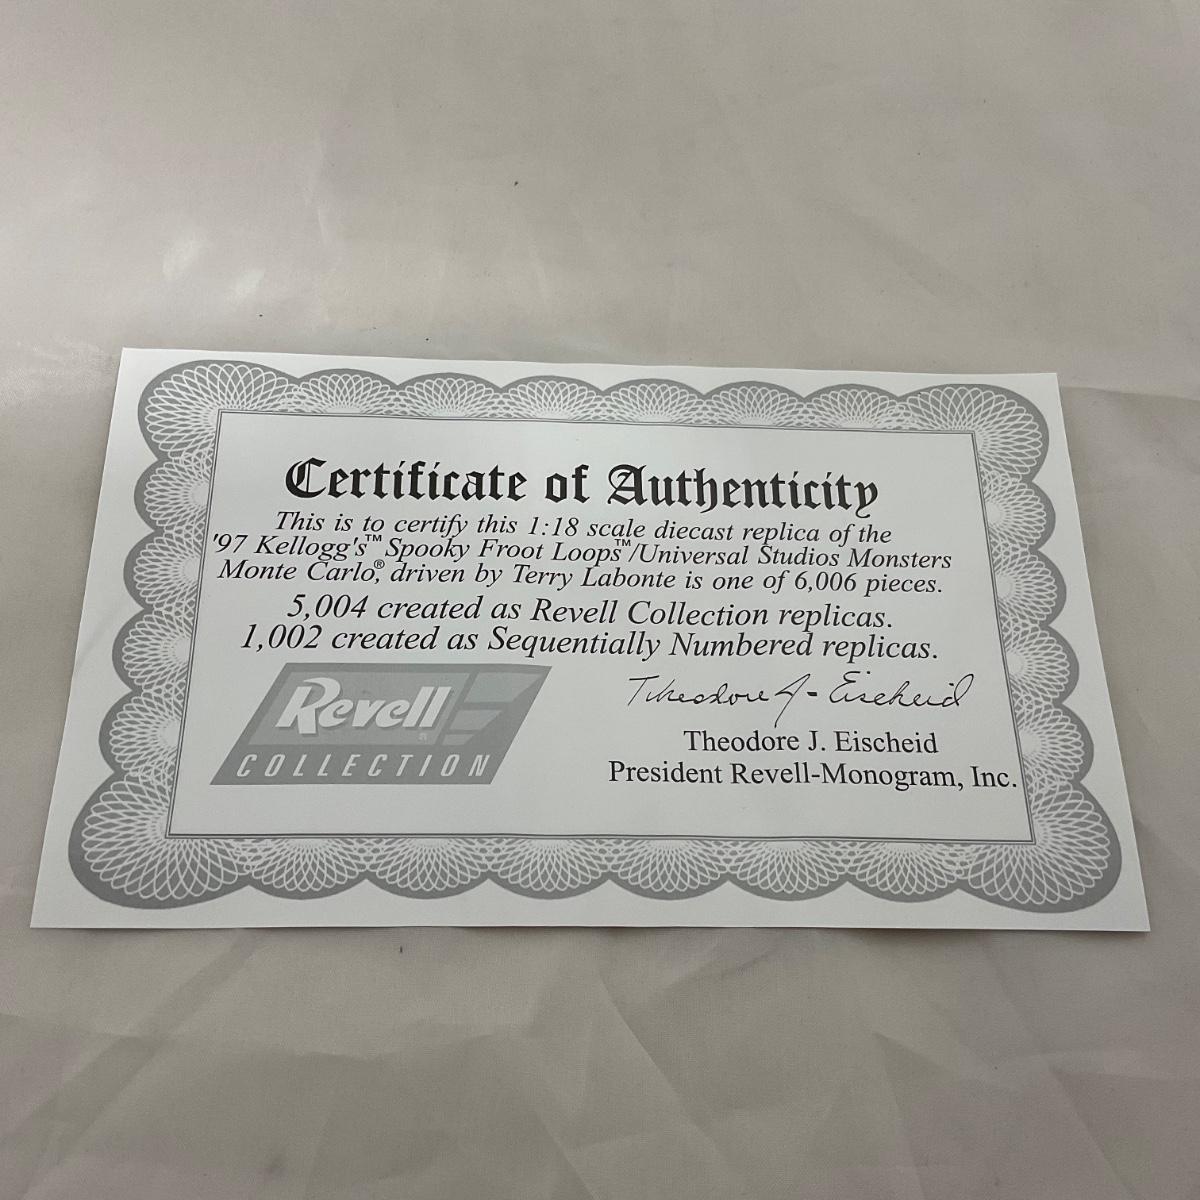 Certificate of Authenticity
This is to certify this 1:18 scale diecast replica of the
'97 Kellogg's™ Spooky Froot Loops™/Universal Studios Monsters
Monte Carlo,® driven by Terry Labonte is one of 6,006 pieces.
5,004 created as Revell Collection replicas.
1,002 created as Sequentially Numbered replicas.
Revell®
COLLECTION
Theodore J. Eischeid
Theodore J. Eischeid
President Revell-Monogram, Inc.